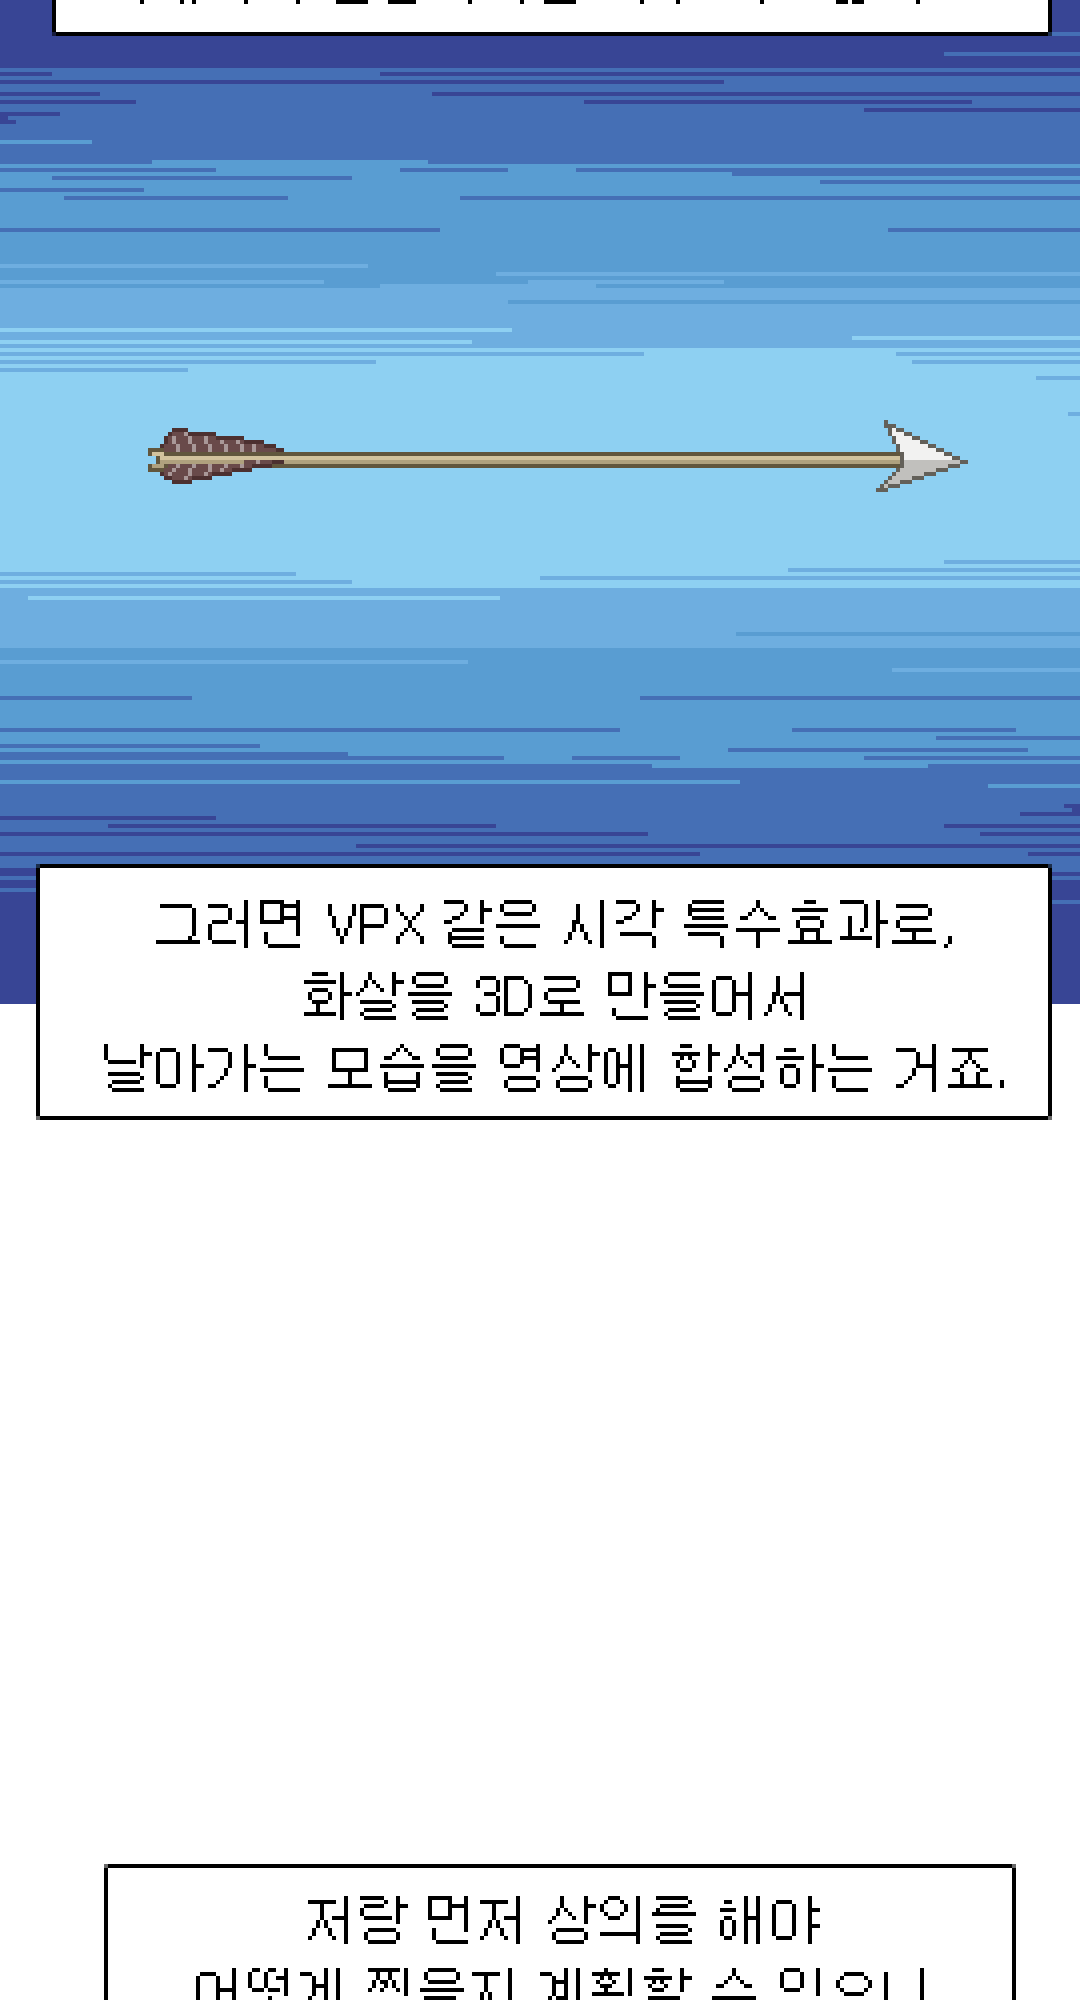 그러면 VPX 같은 시각 특수효과로,
화살을 3D로 만들어서
날아가는 모습을 영상에 합성하는 거죠.
저랑 먼저 상의를 해야
어떻게 찍을지 계획할 수 있으니